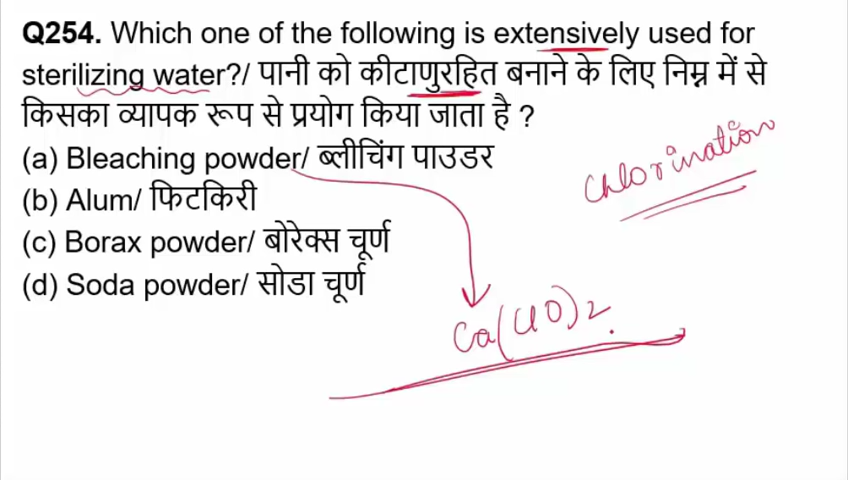 Q254. Which one of the following is extensively used for
sterilizing water?/ पानी को कीटाणुरहित बनाने के लिए निम्न में से
किसका व्यापक रूप से प्रयोग किया जाता है ?
(a) Bleaching powder/ ब्लीचिंग पाउडर
chlorination
(b) Alum/ फिटकिरी
(c) Borax powder/ बोरेक्स चूर्ण
(d) Soda powder/ सोडा चूर्ण
Ca(ClO)2